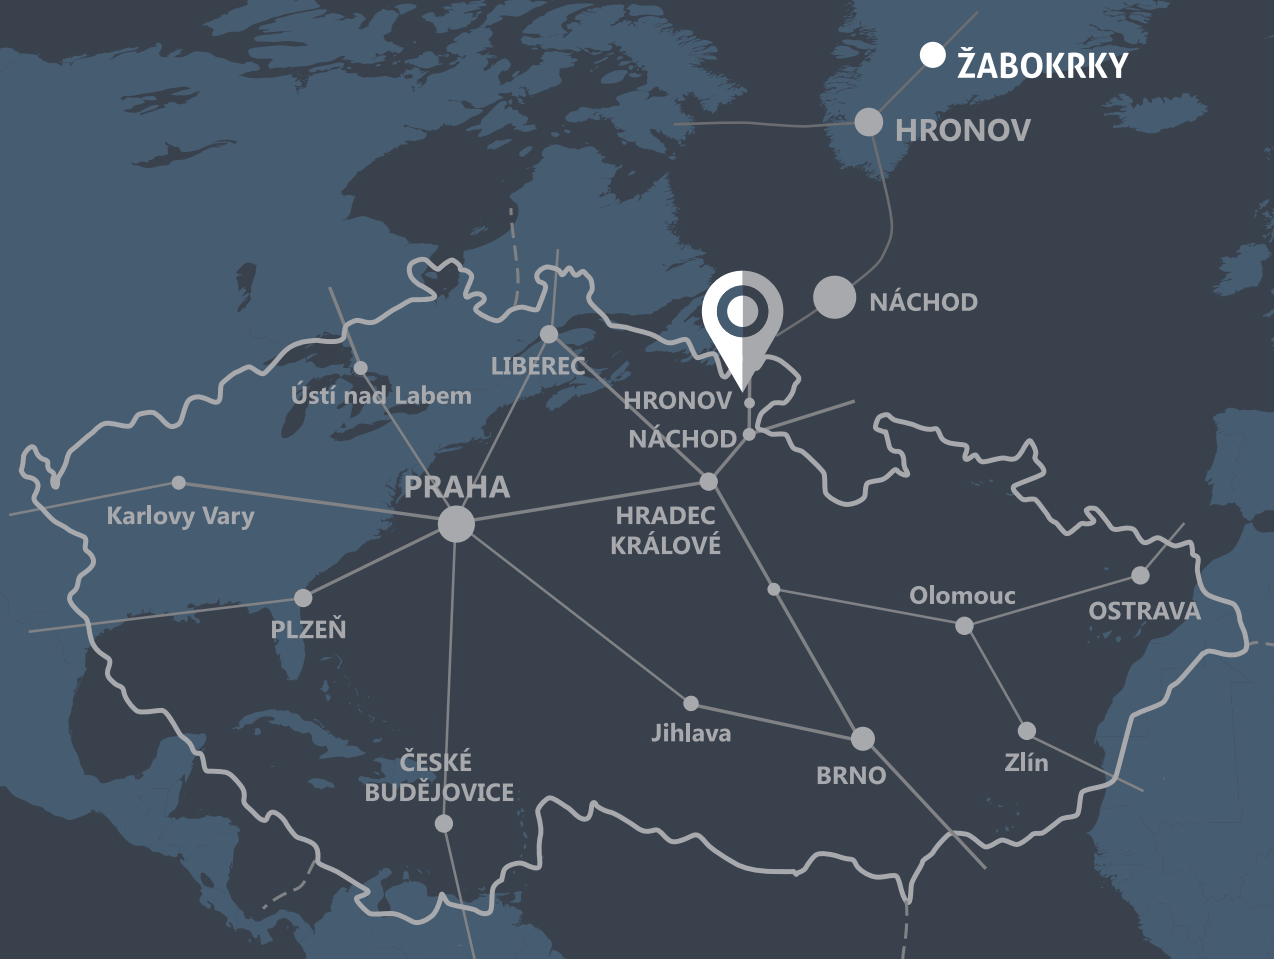 ŽABOKRKY
HRONOV
NÁCHOD
LIBEREC
Ústí nad Labem
HRONOV
NÁCHOD
PRAHA
Karlovy Vary
HRADEC
KRÁLOVÉ
Olomouc
OSTRAVA
PLZEŇ
Jihlava
ČESKÉ
BUDĚJOVICE
BRNO
Zlín